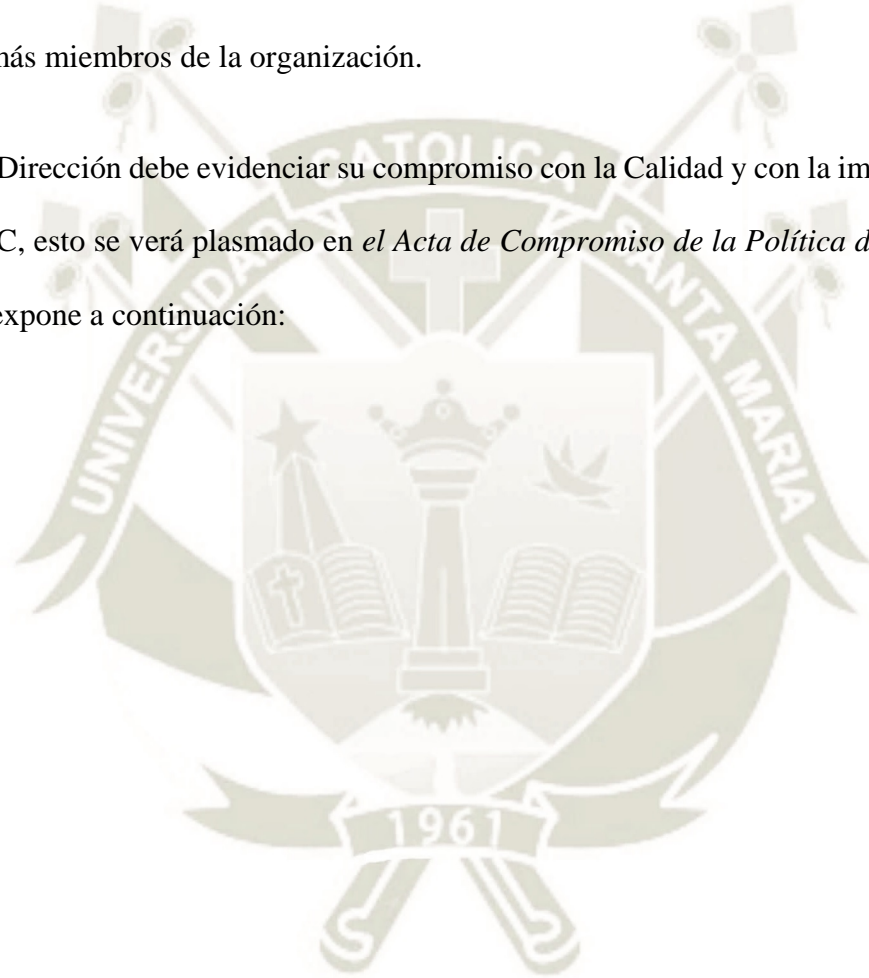 más miembros de la organización.
Dirección debe evidenciar su compromiso con la Calidad y con la im
C, esto se verá plasmado en el Acta de Compromiso de la Política d
expone a continuación:
UNIVERSIDAD CATOLICA SANTA MARIA
1961